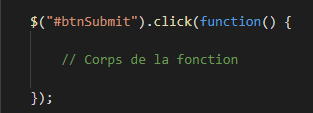 $("#btnSubmit").click(function() {
// Corps de la fonction
});